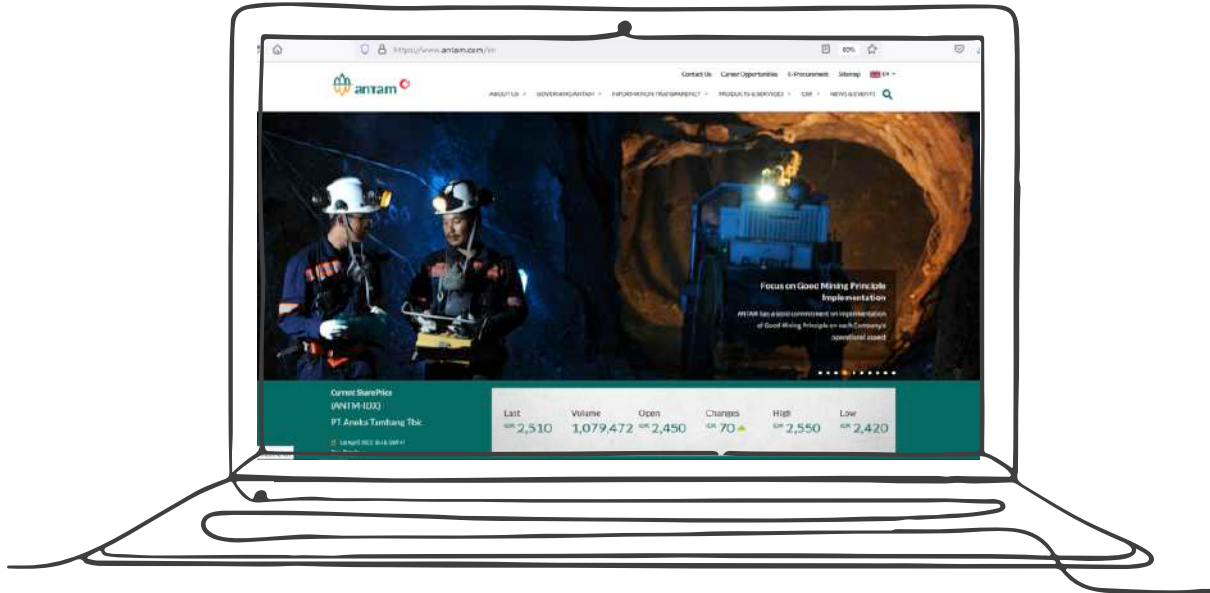 https://www.antam.com/en
80%
Contact Us Career Opportunities E-Procurement Sitemap EN
antam
ABOUT US GOVERNING ANTAM INFORMATION TRANSPARENCY PRODUCTS & SERVICES CSR NEWS & EVENTS
Focus on Good Mining Principle
Implementation
ANTAM has a solid commitment on implementation
of Good Mining Principle on each Company's
operational aspect
Current Share Price
(ANTM-IDX)
PT. Aneka Tambang Tbk.
Last Volume Open Changes High Low
IDR 2,510 1,079,472 IDR 2,450 IDR 70 IDR 2,550 IDR 2,420